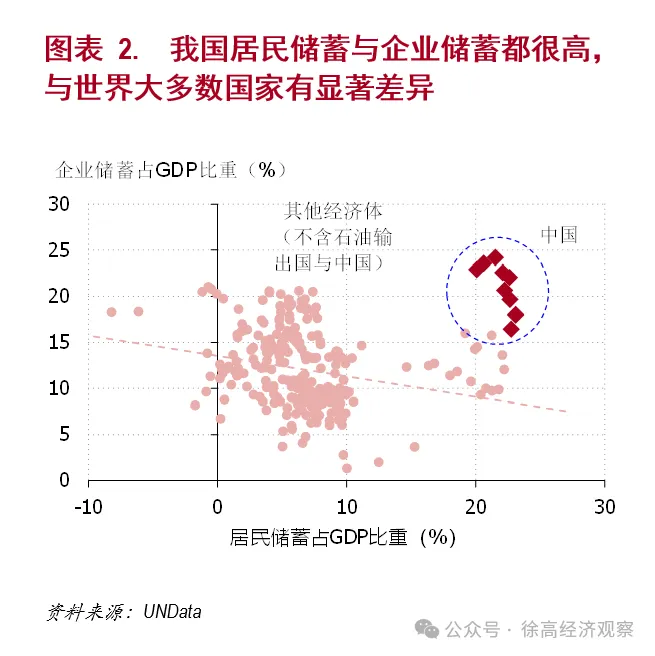 图表 2. 我国居民储蓄与企业储蓄都很高，
与世界大多数国家有显著差异
企业储蓄占GDP比重（%）
30
25
20
15
10
5
0
其他经济体
（不含石油输
出国与中国）
中国
-10
0
10
20
30
居民储蓄占GDP比重（%）
资料来源：UNData
公众号·徐高经济观察